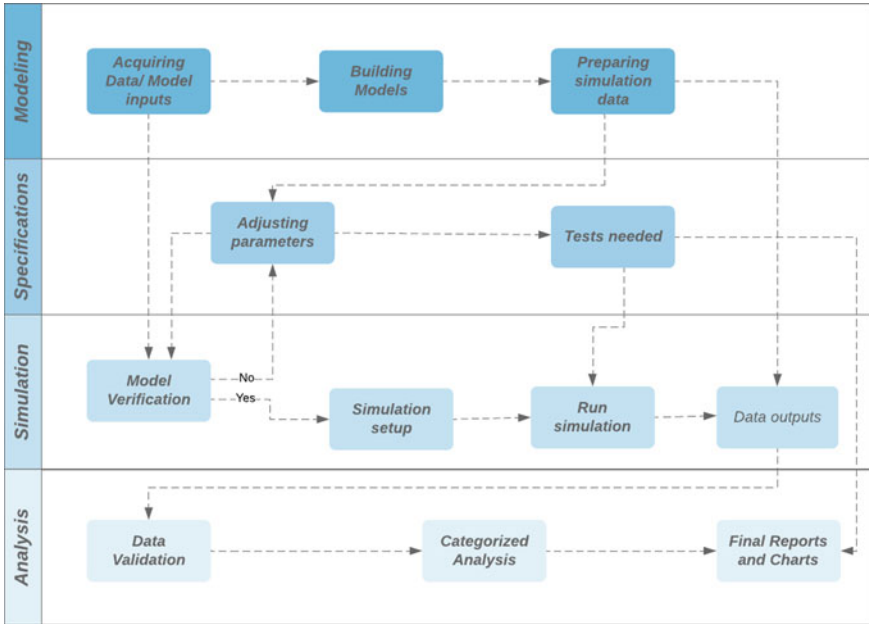 Modeling
Acquiring
Data/ Model
inputs
Building
Models
Preparing
simulation
data
Specifications
Adjusting
parameters
Tests needed
Simulation
Model
Verification
No
Yes
Simulation
setup
Run
simulation
Data outputs
Analysis
Data
Validation
Categorized
Analysis
Final Reports
and Charts